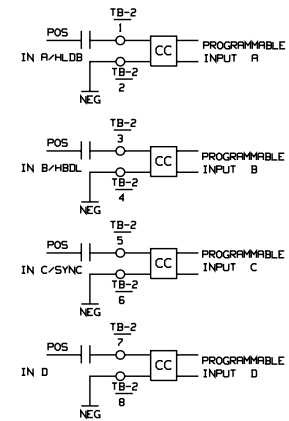 TB-2
POS 1
CC PROGRAMMABLE
IN A/HLDB INPUT A
TB-2
2
NEG
TB-2
POS 3
CC PROGRAMMABLE
IN B/HBDL INPUT B
TB-2
4
NEG
TB-2
POS 5
CC PROGRAMMABLE
IN C/SYNC INPUT C
TB-2
6
NEG
TB-2
POS 7
CC PROGRAMMABLE
IN D INPUT D
TB-2
8
NEG